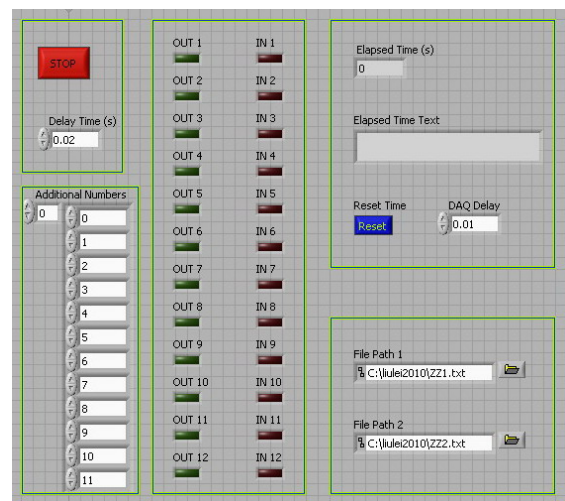 STOP
Delay Time (s)
0.02
Additional Numbers
0
0
1
2
3
4
5
6
7
8
9
10
11
OUT 1 IN 1
OUT 2 IN 2
OUT 3 IN 3
OUT 4 IN 4
OUT 5 IN 5
OUT 6 IN 6
OUT 7 IN 7
OUT 8 IN 8
OUT 9 IN 9
OUT 10 IN 10
OUT 11 IN 11
OUT 12 IN 12
Elapsed Time (s)
0
Elapsed Time Text
Reset Time DAQ Delay
Reset 0.01
File Path 1
C:\liulei2010\ZZ1.txt
File Path 2
C:\liulei2010\ZZ2.txt